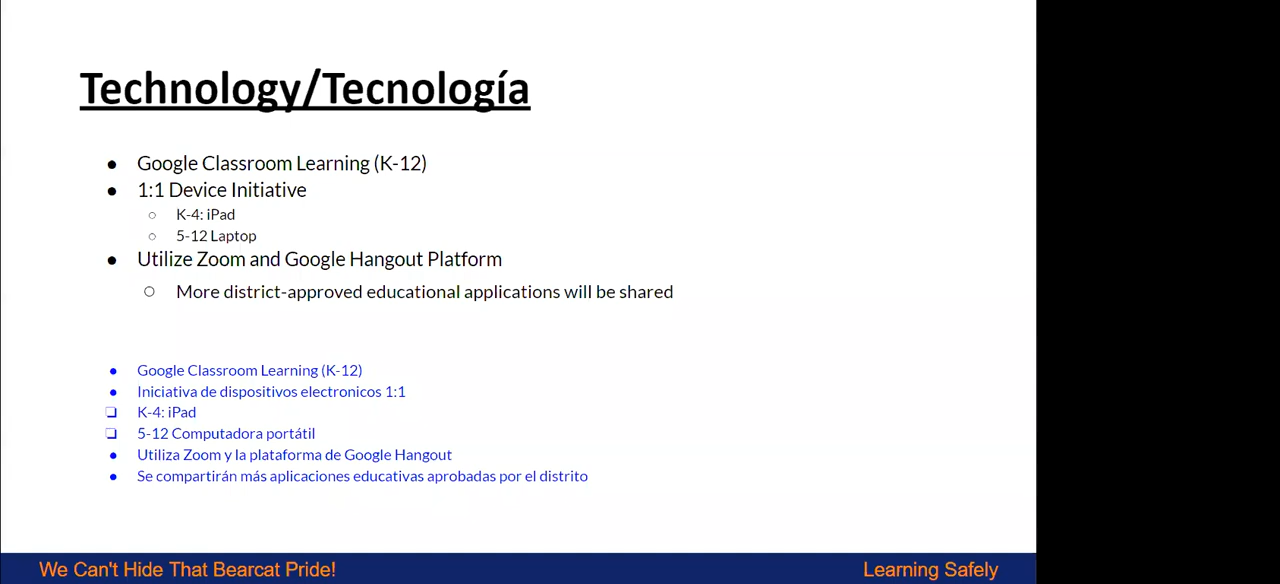 Technology/Tecnología
● Google Classroom Learning (K-12)
● 1:1 Device Initiative
○ K-4: iPad
○ 5-12 Laptop
● Utilize Zoom and Google Hangout Platform
○ More district-approved educational applications will be shared
● Google Classroom Learning (K-12)
● Iniciativa de dispositivos electronicos 1:1
❏ K-4: iPad
❏ 5-12 Computadora portátil
● Utiliza Zoom y la plataforma de Google Hangout
● Se compartirán más aplicaciones educativas aprobadas por el distrito
We Can't Hide That Bearcat Pride!
Learning Safely